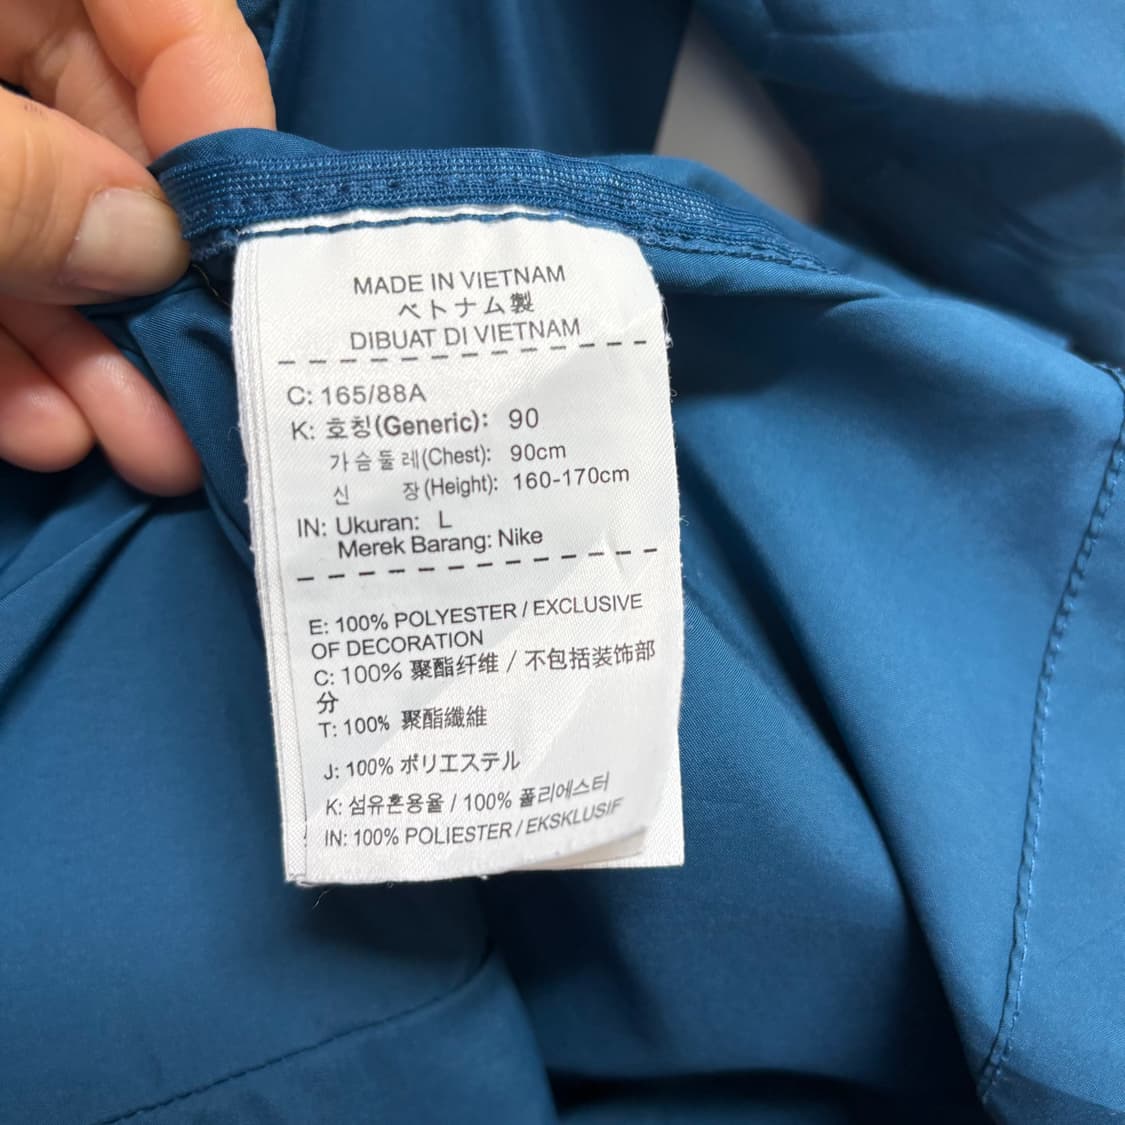 MADE IN VIETNAM
ベトナム製
DIBUAT DI VIETNAM
C: 165/88A
K: 호칭(Generic): 90
가슴둘레(Chest): 90cm
신 장(Height): 160-170cm
IN: Ukuran: L
Merek Barang: Nike
E: 100% POLYESTER / EXCLUSIVE
OF DECORATION
C: 100% 聚酯纤维 / 不包括装饰部
分
T: 100% 聚酯纖維
J: 100% ポリエステル
K: 섬유혼용율 / 100% 폴리에스터
IN: 100% POLIESTER / EKSKLUSIF